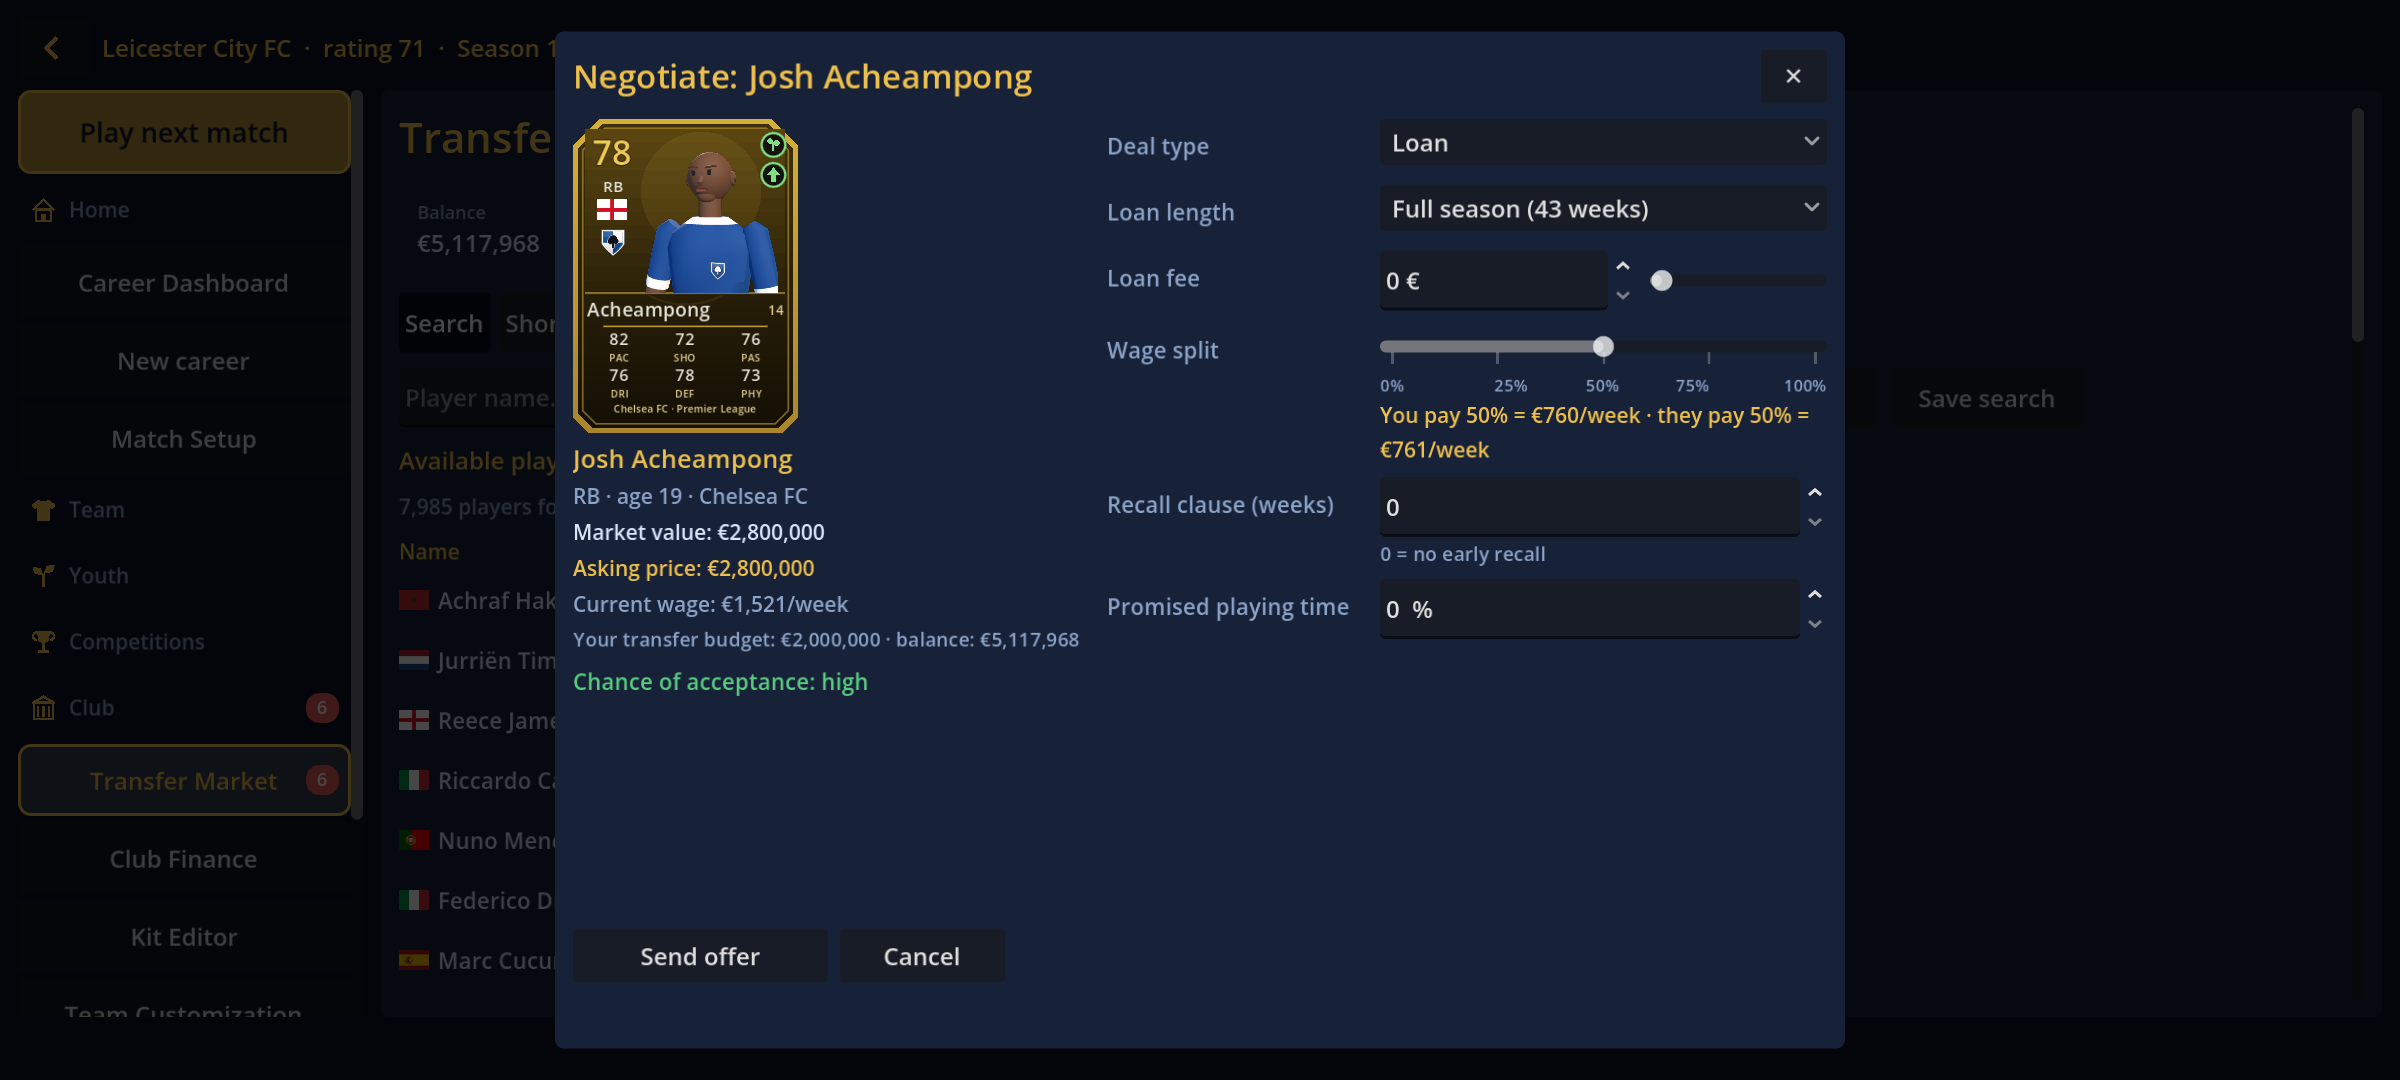 Leicester City FC · rating 71 · Season 1
Play next match
Home
Career Dashboard
New career
Match Setup
Team
Youth
Competitions
Club
6
Transfer Market
6
Club Finance
Kit Editor
Team Customization
Balance
€5,117,968
Search
Player name.
Name
Save search
Negotiate: Josh Acheampong
×
78
RB
Acheampong 14
82 72 76
PAC SHO PAS
76 78 73
DRI DEF PHY
Chelsea FC · Premier League
Josh Acheampong
RB · age 19 · Chelsea FC
Market value: €2,800,000
Asking price: €2,800,000
Current wage: €1,521/week
Your transfer budget: €2,000,000 · balance: €5,117,968
Chance of acceptance: high
Deal type
Loan
Loan length
Full season (43 weeks)
Loan fee
0 €
Wage split
0% 25% 50% 75% 100%
You pay 50% = €760/week · they pay 50% =
€761/week
Recall clause (weeks)
0
0 = no early recall
Promised playing time
0 %
Send offer
Cancel
Transfe
Shor
Available play
7,985 players fo
Achraf Hak
Jurriën Tim
Reece Jame
Riccardo Ca
Nuno Mend
Federico D
Marc Cucur